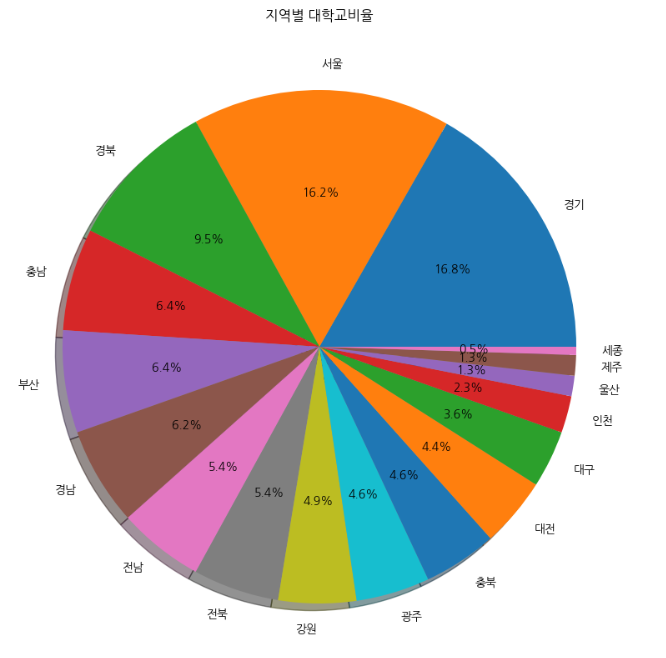 지역별 대학교비율
서울
경북
경기
16.2%
9.5%
16.8%
충남
6.4%
0.5%
세종
1.3%
제주
6.4%
1.3%
부산
2.3%
울산
3.6%
인천
6.2%
4.4%
5.4%
대구
4.6%
경남
5.4%
4.6%
4.9%
대전
전남
충북
전북
광주
강원